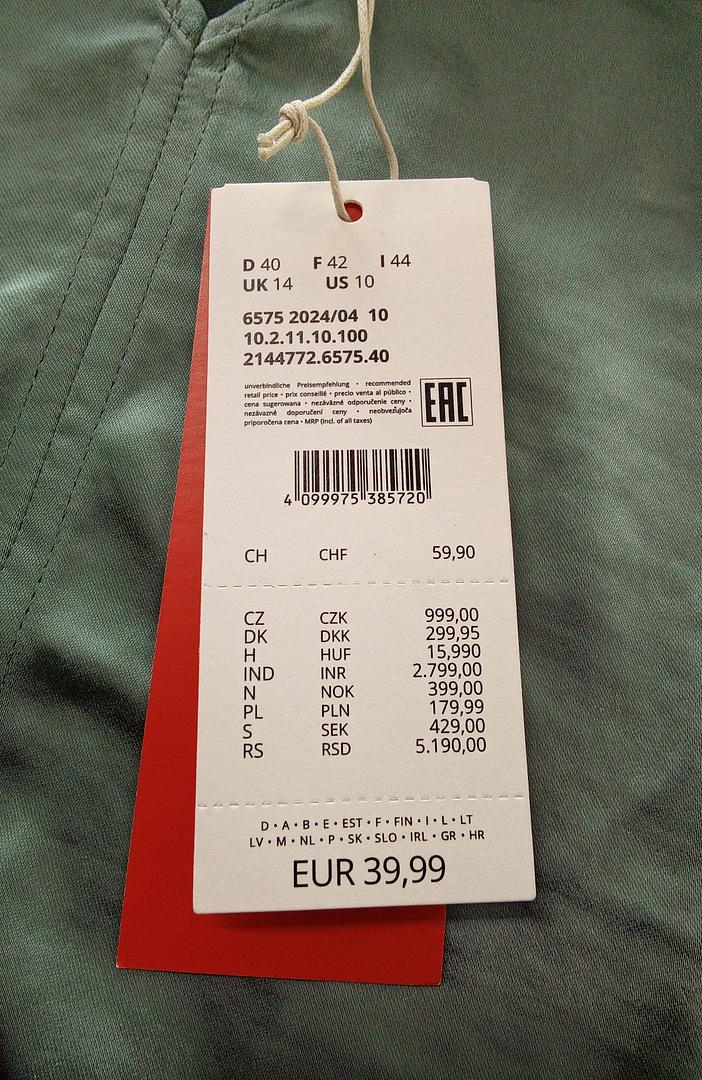 D 40 F 42 I 44
UK 14 US 10
6575 2024/04 10
10.2.11.10.100
2144772.6575.40
unverbindliche Preisempfehlung • recommended
retail price • prix conseillé • precio venta al público •
cena sugerowana • nezáväzné odporučenie ceny •
nezávazné doporučení ceny • neobvezujoča
priporočena cena • MRP (incl. of all taxes)
EAC
4 099975 385720
CH CHF 59,90
CZ CZK 999,00
DK DKK 299,95
H HUF 15,990
IND INR 2.799,00
N NOK 399,00
PL PLN 179,99
S SEK 429,00
RS RSD 5.190,00
D • A • B • E • EST • F • FIN • I • L • LT
LV • M • NL • P • SK • SLO • IRL • GR • HR
EUR 39,99